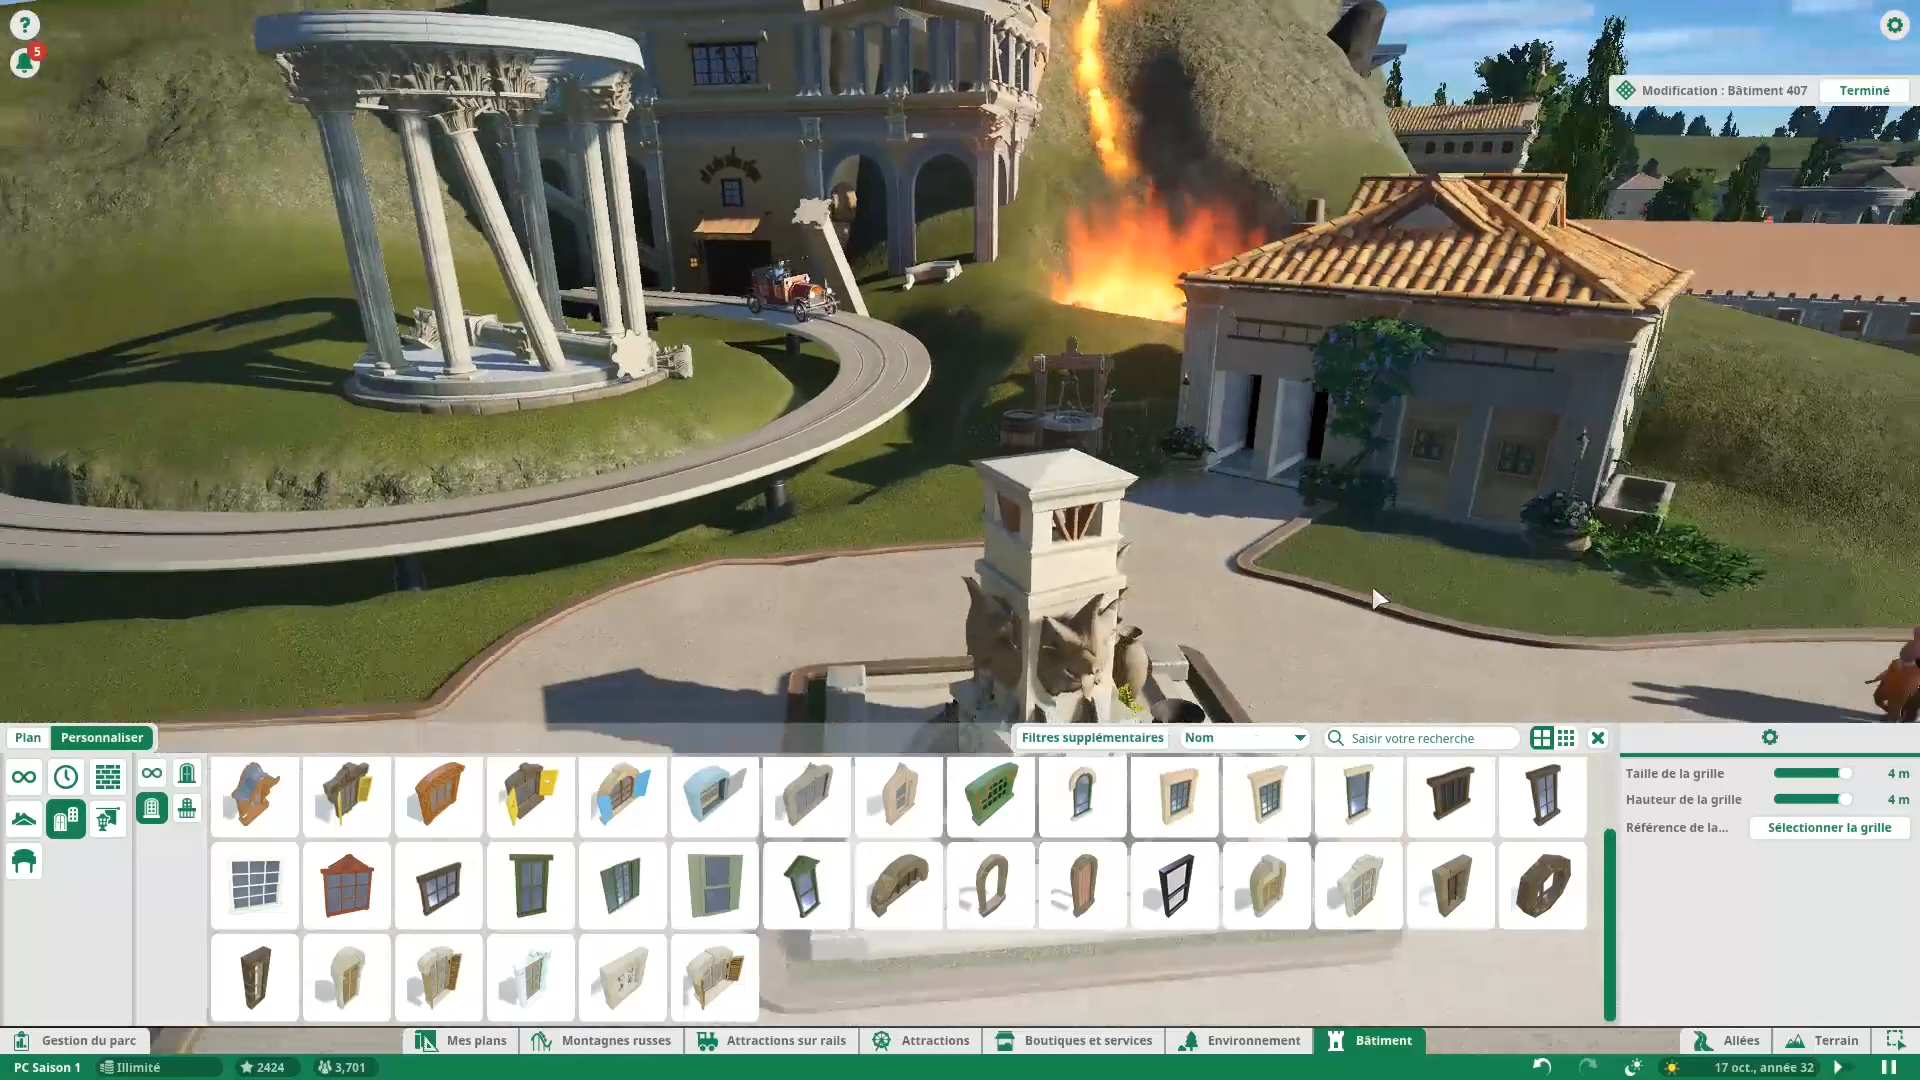 ?
5
Modification : Bâtiment 407
Terminé
Plan
Personnaliser
Filtres supplémentaires
Nom
Saisir votre recherche
Taille de la grille
4 m
Hauteur de la grille
4 m
Référence de la...
Sélectionner la grille
Gestion du parc
Mes plans
Montagnes russes
Attractions sur rails
Attractions
Boutiques et services
Environnement
Bâtiment
Allées
Terrain
PC Saison 1
Illimité
2424
3,701
17 oct., année 32